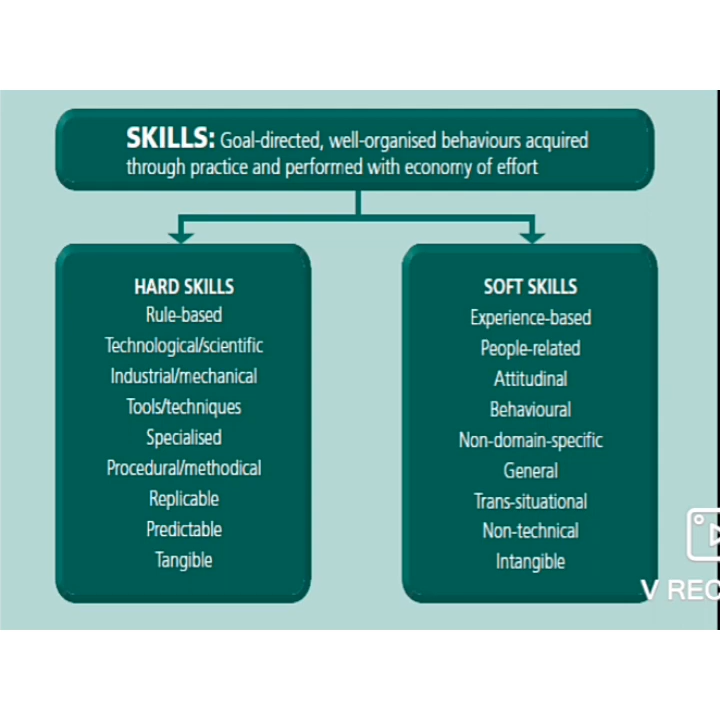 SKILLS: Goal-directed, well-organised behaviours acquired
through practice and performed with economy of effort
HARD SKILLS
Rule-based
Technological/scientific
Industrial/mechanical
Tools/techniques
Specialised
Procedural/methodical
Replicable
Predictable
Tangible
SOFT SKILLS
Experience-based
People-related
Attitudinal
Behavioural
Non-domain-specific
General
Trans-situational
Non-technical
Intangible
V REC